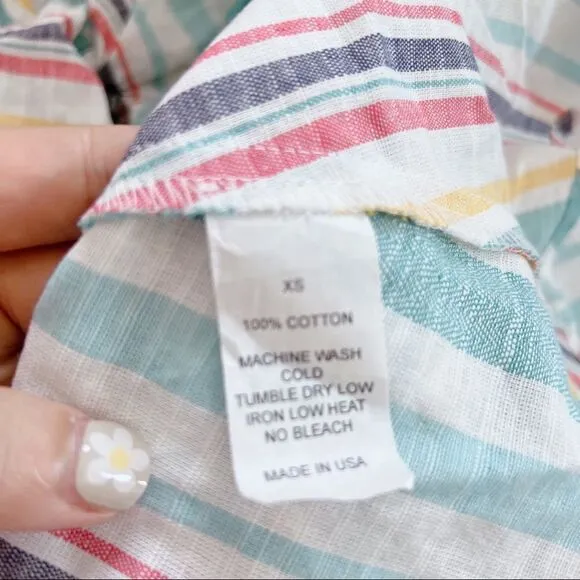 XS
100% COTTON
MACHINE WASH
COLD
TUMBLE DRY LOW
IRON LOW HEAT
NO BLEACH
MADE IN USA